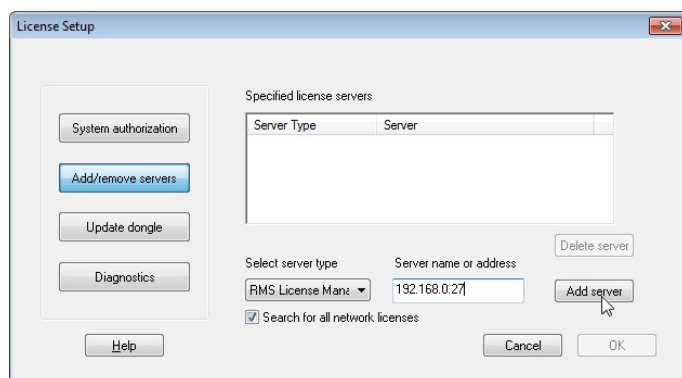 License Setup
Specified license servers
System authorization
Server Type Server
Add/remove servers
Update dongle
Delete server
Select server type Server name or address
Diagnostics
RMS License Mana 192.168.0.27 Add server
Search for all network licenses
Help Cancel OK